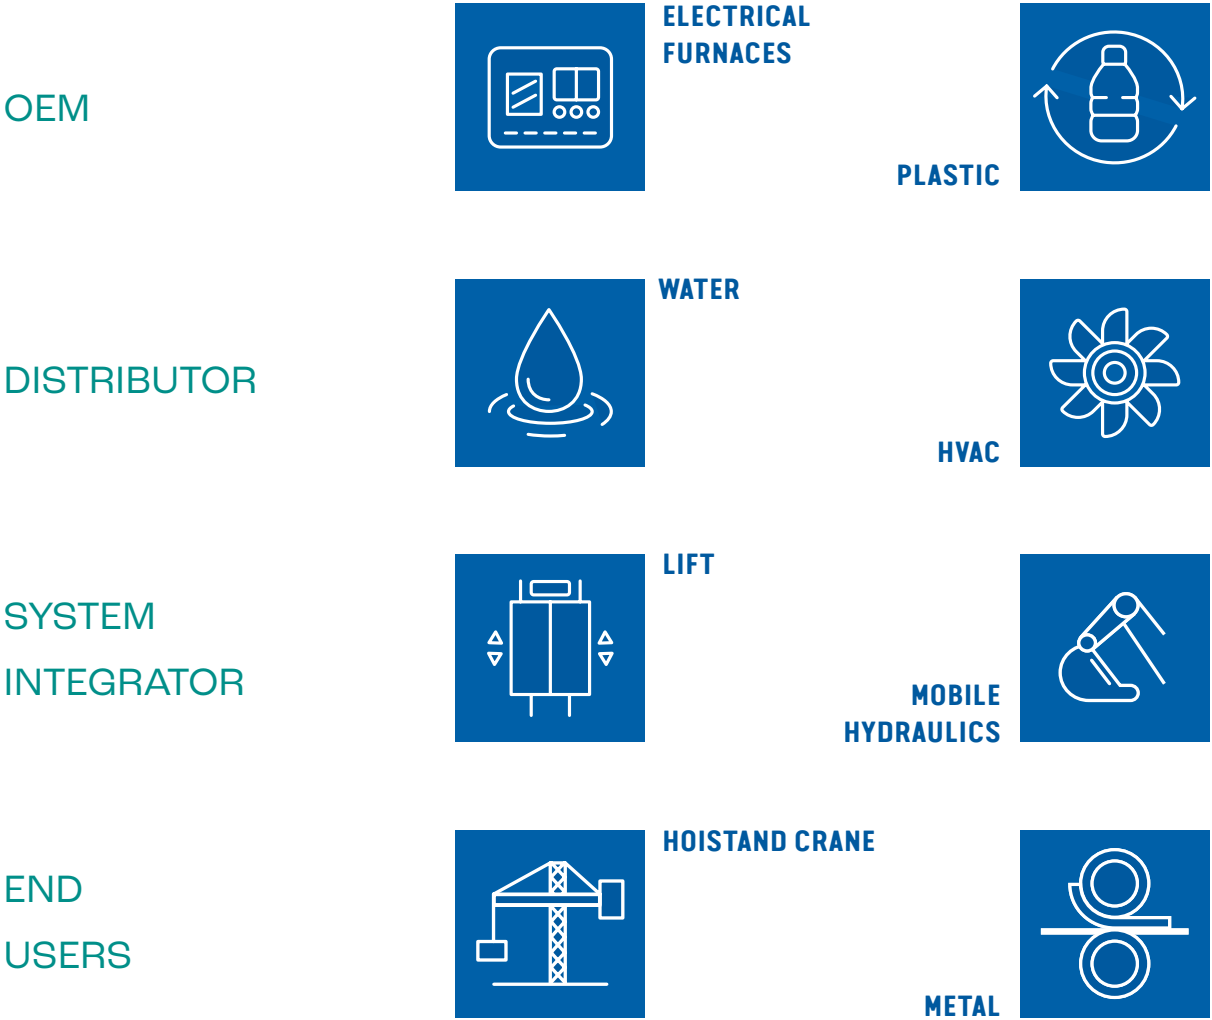 OEM
ELECTRICAL
FURNACES
PLASTIC
DISTRIBUTOR
WATER
HVAC
SYSTEM
INTEGRATOR
LIFT
MOBILE
HYDRAULICS
END
USERS
HOISTAND CRANE
METAL